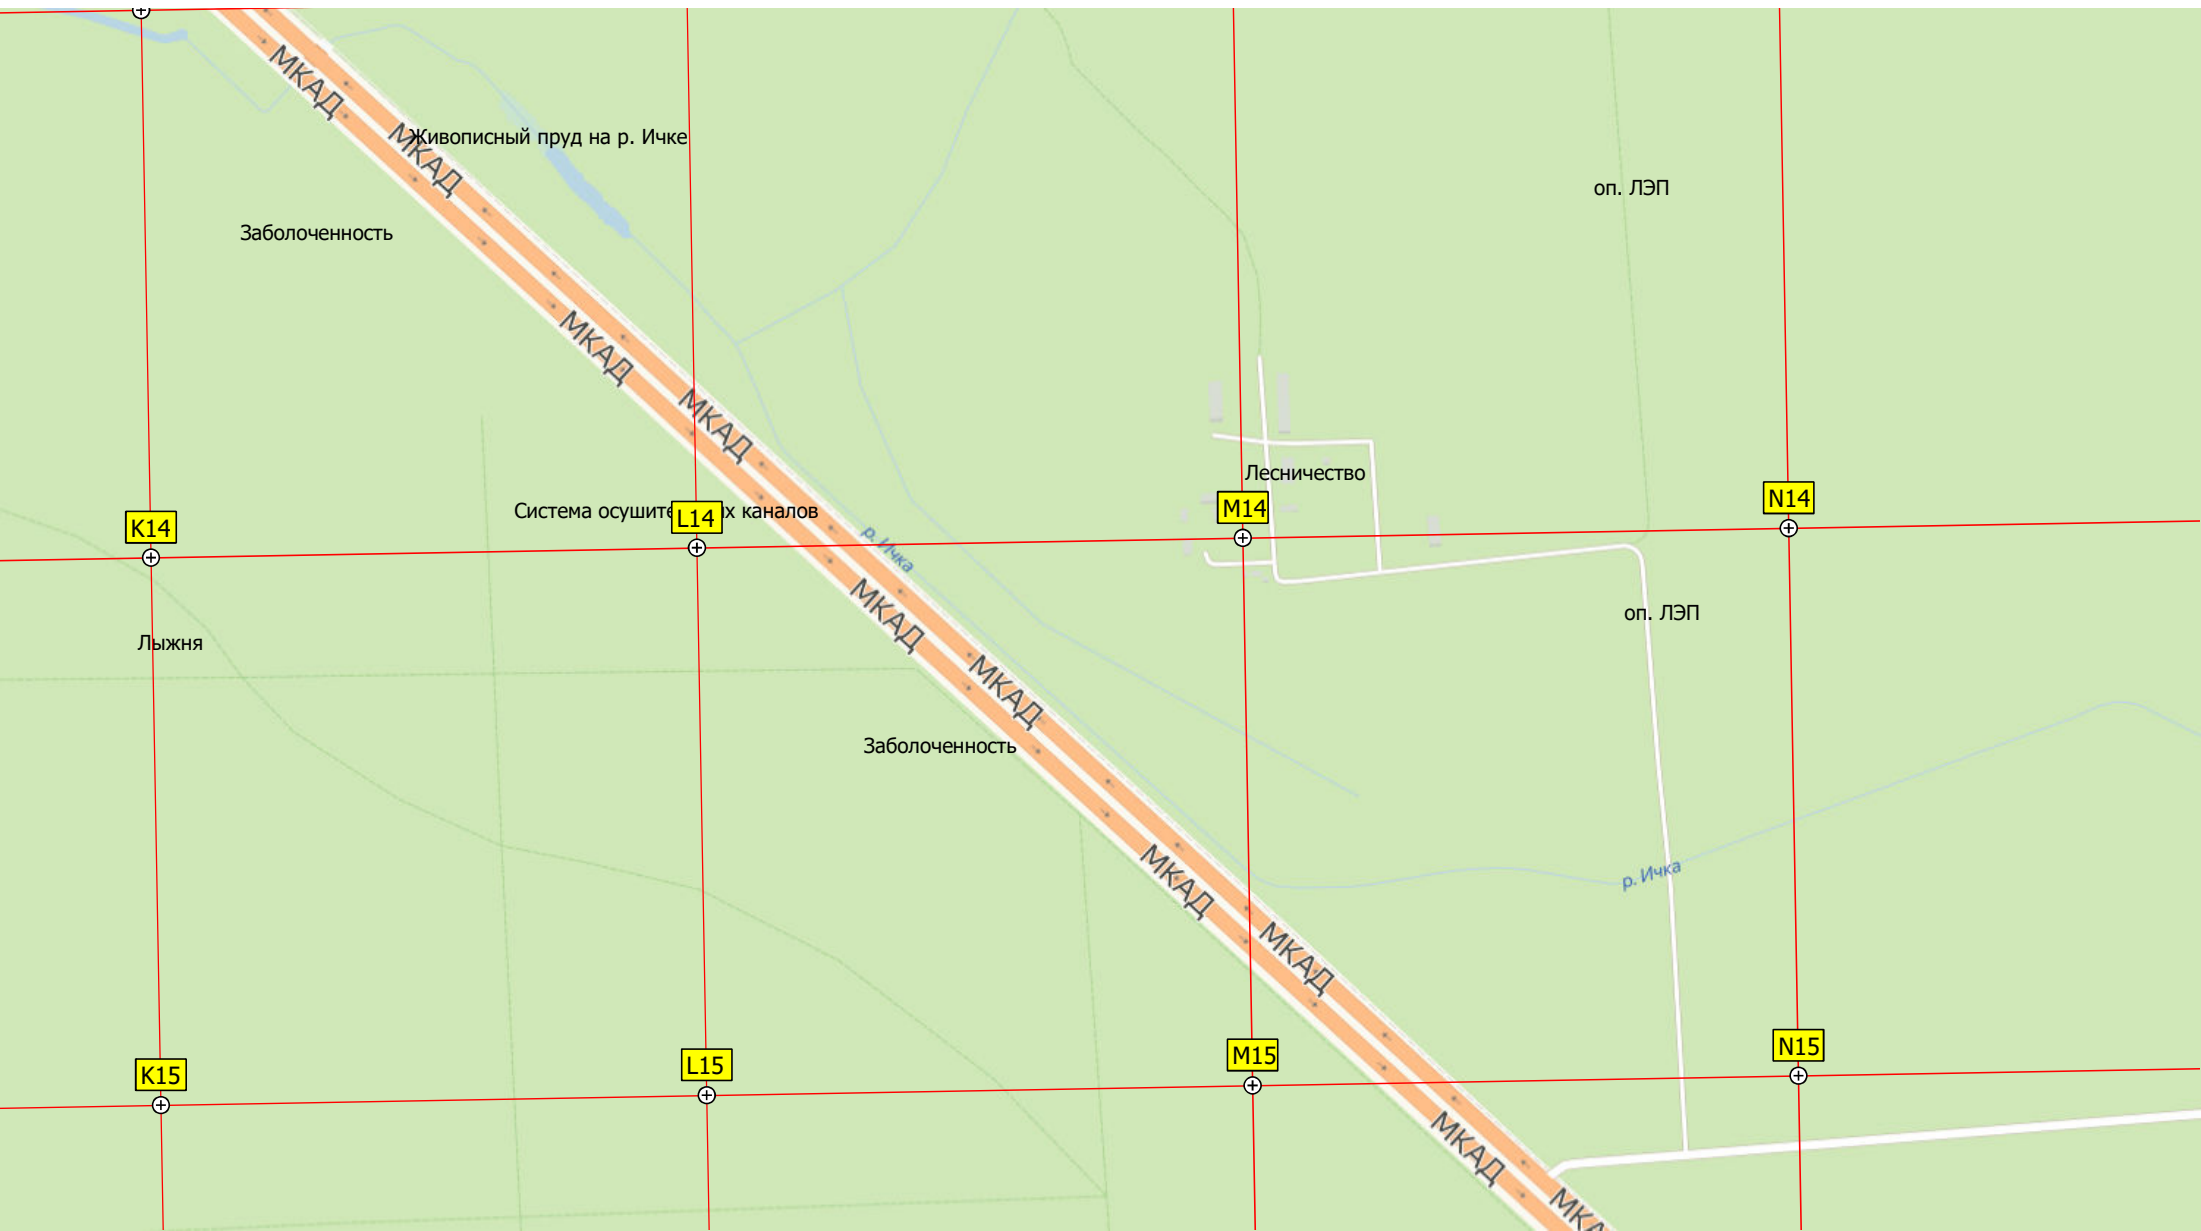 МКАД
МКАД
Живописный пруд на р. Ичке
оп. ЛЭП
Заболоченность
МКАД
МКАД
Лесничество
Система осушите
х каналов
K14
L14
M14
N14
р. Ичка
МКАД
оп. ЛЭП
Лыжня
МКАД
Заболоченность
МКАД
р. Ичка
МКАД
K15
L15
M15
N15
МКАД
МКА